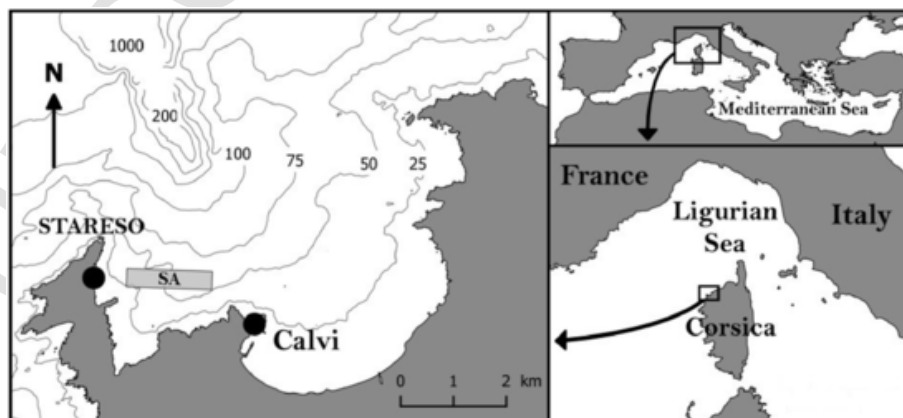 1000
N
200
100
75
50
25
STARESO
SA
Calvi
0 1 2 km
Mediterranean Sea
France
Ligurian
Sea
Italy
Corsica